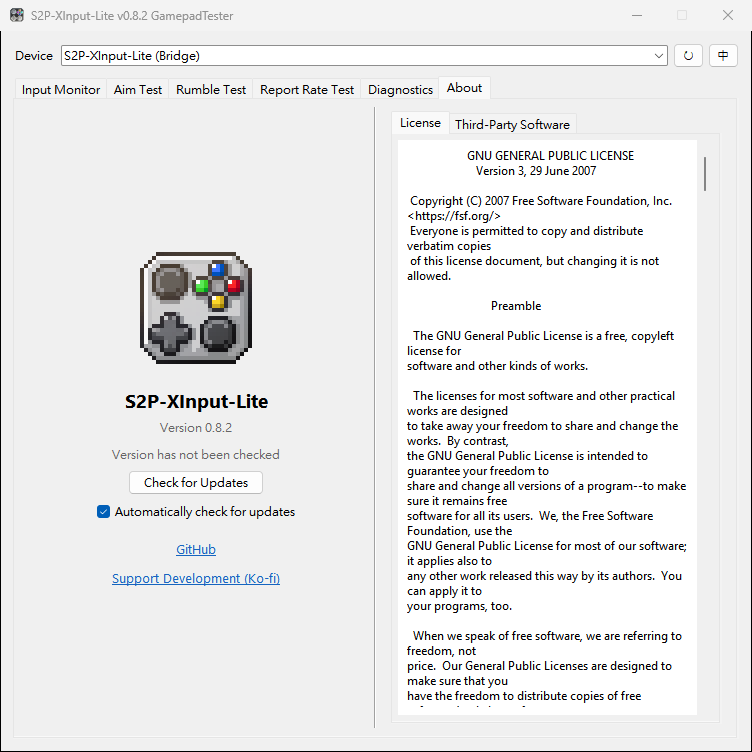 S2P-XInput-Lite v0.8.2 GamepadTester
Device
S2P-XInput-Lite (Bridge)
中
Input Monitor
Aim Test
Rumble Test
Report Rate Test
Diagnostics
About
S2P-XInput-Lite
Version 0.8.2
Version has not been checked
Check for Updates
Automatically check for updates
GitHub
Support Development (Ko-fi)
License
Third-Party Software
GNU GENERAL PUBLIC LICENSE
Version 3, 29 June 2007
Copyright (C) 2007 Free Software Foundation, Inc.
<https://fsf.org/>
Everyone is permitted to copy and distribute
verbatim copies
of this license document, but changing it is not
allowed.
Preamble
The GNU General Public License is a free, copyleft
license for
software and other kinds of works.
The licenses for most software and other practical
works are designed
to take away your freedom to share and change the
works.  By contrast,
the GNU General Public License is intended to
guarantee your freedom to
share and change all versions of a program--to make
sure it remains free
software for all its users.  We, the Free Software
Foundation, use the
GNU General Public License for most of our software;
it applies also to
any other work released this way by its authors.  You
can apply it to
your programs, too.
When we speak of free software, we are referring to
freedom, not
price.  Our General Public Licenses are designed to
make sure that you
have the freedom to distribute copies of free